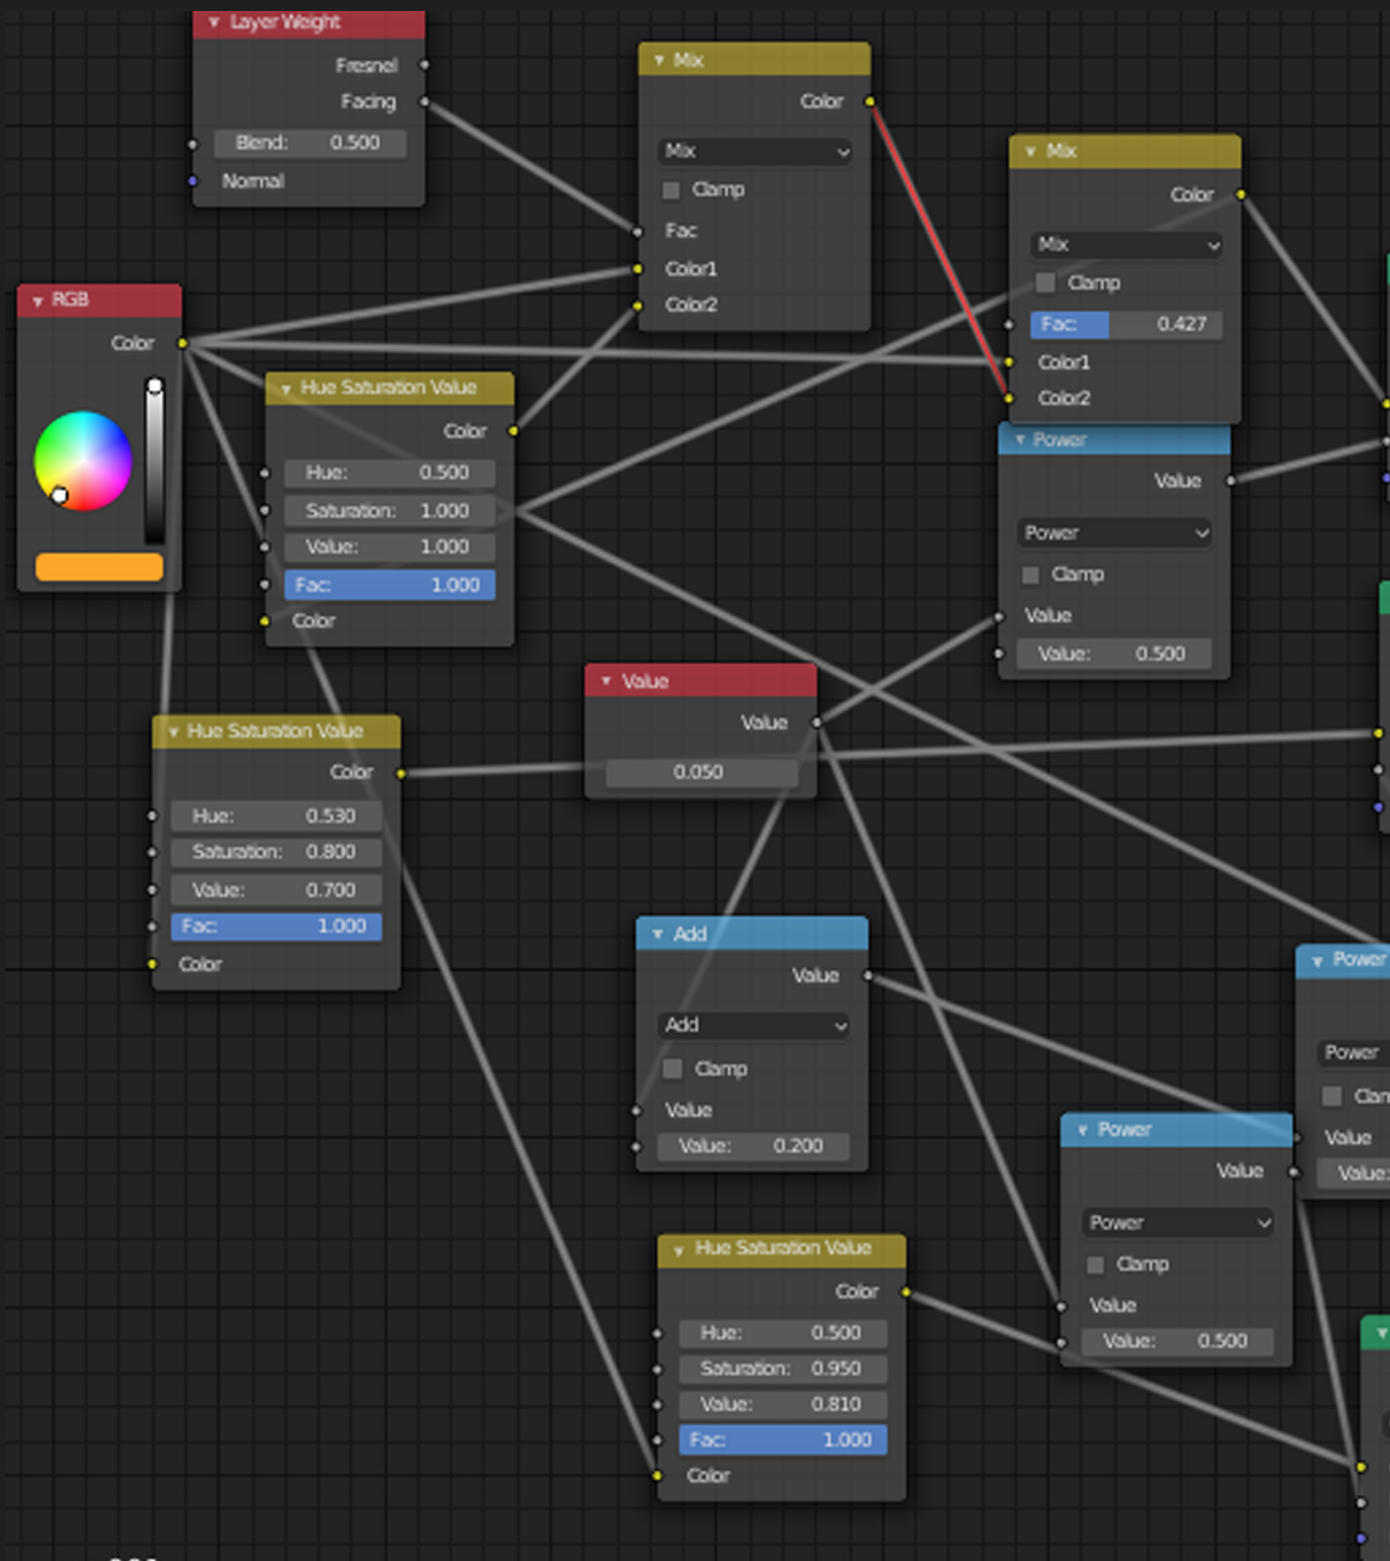 Layer Weight
Fresnel
Facing
Blend: 0.500
Normal
Mix
Color
Mix
Clamp
Fac
Color1
Color2
Mix
Color
Mix
Clamp
Fac: 0.427
Color1
Color2
RGB
Color
Hue Saturation Value
Color
Hue: 0.500
Saturation: 1.000
Value: 1.000
Fac: 1.000
Color
Power
Value
Power
Clamp
Value
Value: 0.500
Value
Value
0.050
Hue Saturation Value
Color
Hue: 0.530
Saturation: 0.800
Value: 0.700
Fac: 1.000
Color
Add
Value
Add
Clamp
Value
Value: 0.200
Power
Power
Clan
Value
Value:
Power
Value
Power
Clamp
Value
Value: 0.500
Hue Saturation Value
Color
Hue: 0.500
Saturation: 0.950
Value: 0.810
Fac: 1.000
Color